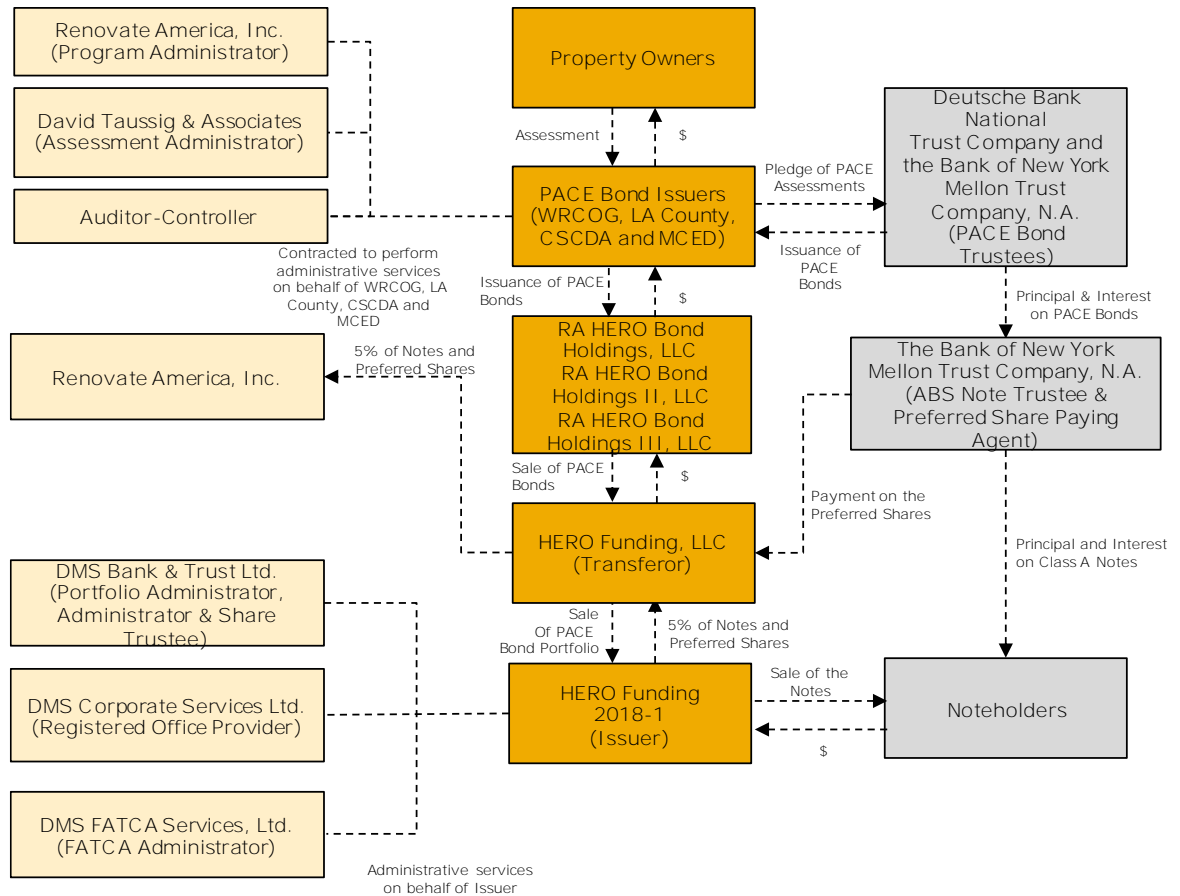 Renovate America, Inc.
(Program Administrator)
David Taussig & Associates
(Assessment Administrator)
Auditor-Controller
Contracted to perform
administrative services
on behalf of WRCOG, LA
County, CSCDA and
MCED
Property Owners
Assessment
$
PACE Bond Issuers
(WRCOG, LA County,
CSCDA and MCED)
Pledge of PACE
Assessments
Issuance of
PACE
Bonds
Deutsche Bank
National
Trust Company and
the Bank of New York
Mellon Trust
Company, N.A.
(PACE Bond
Trustees)
Issuance of PACE
Bonds
$
Principal & Interest
on PACE Bonds
Renovate America, Inc.
5% of Notes and
Preferred Shares
RA HERO Bond
Holdings, LLC
RA HERO Bond
Holdings II, LLC
RA HERO Bond
Holdings III, LLC
The Bank of New York
Mellon Trust Company, N.A.
(ABS Note Trustee &
Preferred Share Paying
Agent)
Sale of PACE
Bonds
$
Payment on the
Preferred Shares
HERO Funding, LLC
(Transferor)
Principal and Interest
on Class A Notes
DMS Bank & Trust Ltd.
(Portfolio Administrator,
Administrator & Share
Trustee)
Sale
Of PACE
Bond Portfolio
5% of Notes and
Preferred Shares
DMS Corporate Services Ltd.
(Registered Office Provider)
HERO Funding
2018-1
(Issuer)
Sale of the
Notes
$
Noteholders
DMS FATCA Services, Ltd.
(FATCA Administrator)
Administrative services
on behalf of Issuer